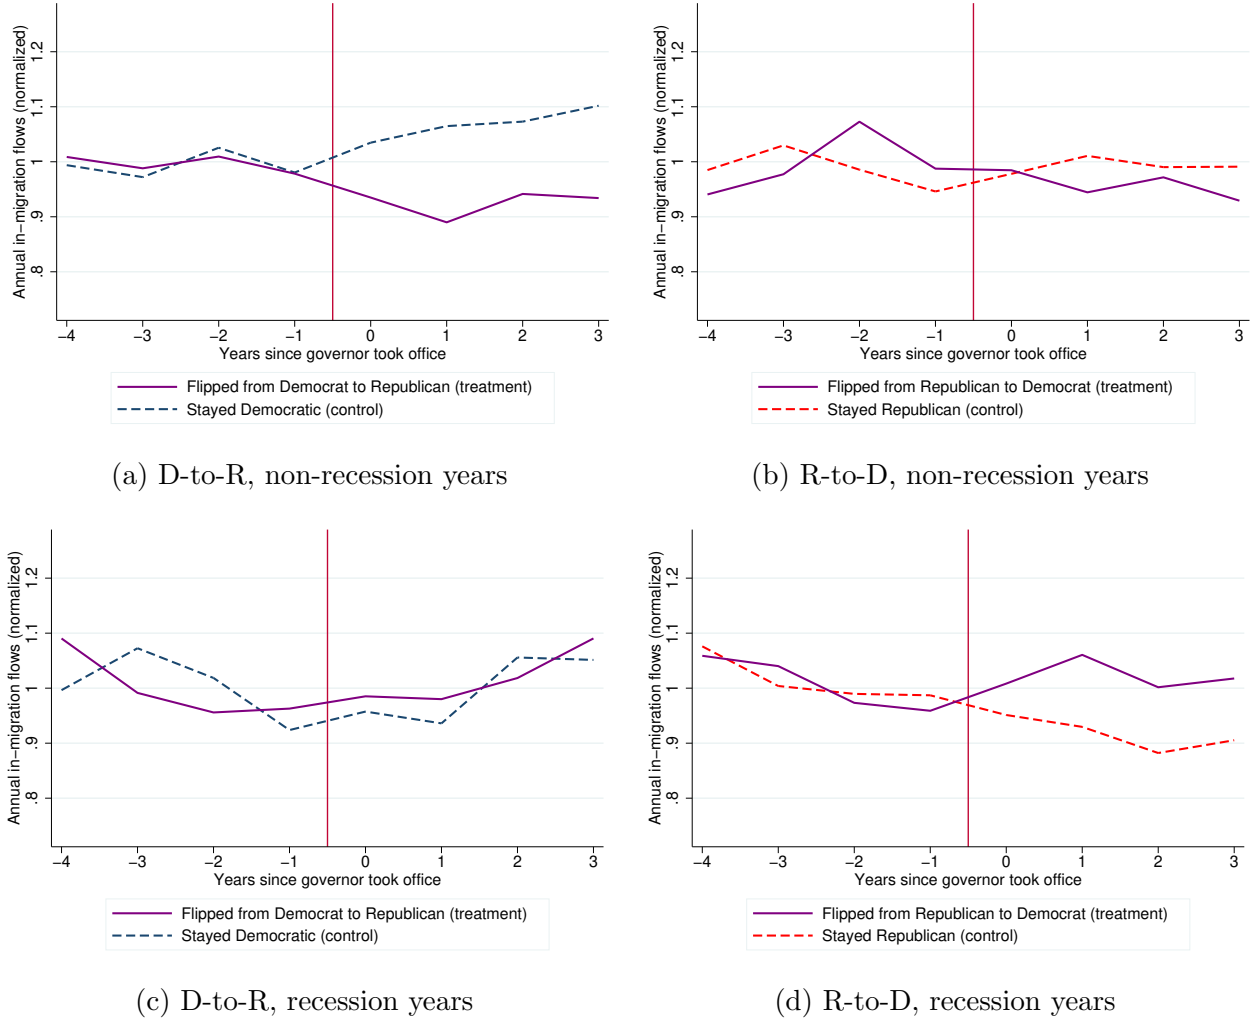 Annual in−migration flows (normalized)
1.2
1.1
1
.9
.8
−4 −3 −2 −1 0 1 2 3
Years since governor took office
Flipped from Democrat to Republican (treatment)
Stayed Democratic (control)
(a) D-to-R, non-recession years
Annual in−migration flows (normalized)
1.2
1.1
1
.9
.8
−4 −3 −2 −1 0 1 2 3
Years since governor took office
Flipped from Republican to Democrat (treatment)
Stayed Republican (control)
(b) R-to-D, non-recession years
Annual in−migration flows (normalized)
1.2
1.1
1
.9
.8
−4 −3 −2 −1 0 1 2 3
Years since governor took office
Flipped from Democrat to Republican (treatment)
Stayed Democratic (control)
(c) D-to-R, recession years
Annual in−migration flows (normalized)
1.2
1.1
1
.9
.8
−4 −3 −2 −1 0 1 2 3
Years since governor took office
Flipped from Republican to Democrat (treatment)
Stayed Republican (control)
(d) R-to-D, recession years